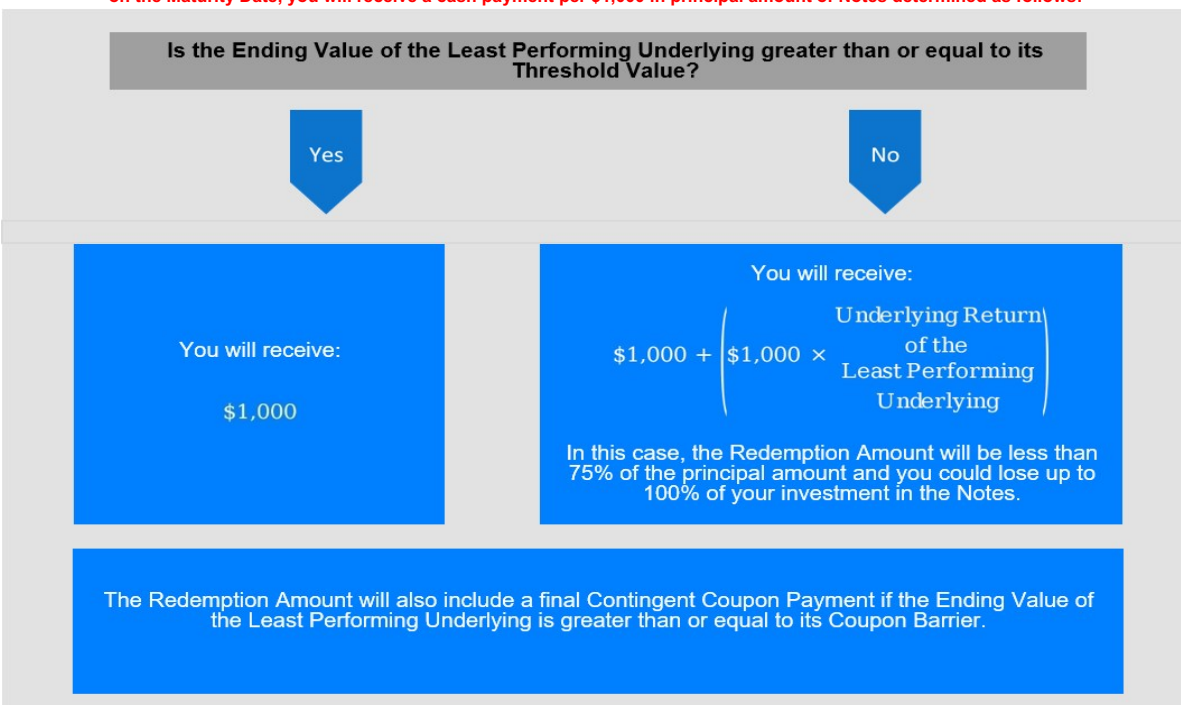 on the Maturity Date, you will receive a cash payment per $1,000 in principal amount of Notes determined as follows:
Is the Ending Value of the Least Performing Underlying greater than or equal to its
Threshold Value?
Yes
No
You will receive:
$1,000
You will receive:
$1,000 + ($1,000 × Underlying Return
of the
Least Performing
Underlying)
In this case, the Redemption Amount will be less than
75% of the principal amount and you could lose up to
100% of your investment in the Notes.
The Redemption Amount will also include a final Contingent Coupon Payment if the Ending Value of
the Least Performing Underlying is greater than or equal to its Coupon Barrier.